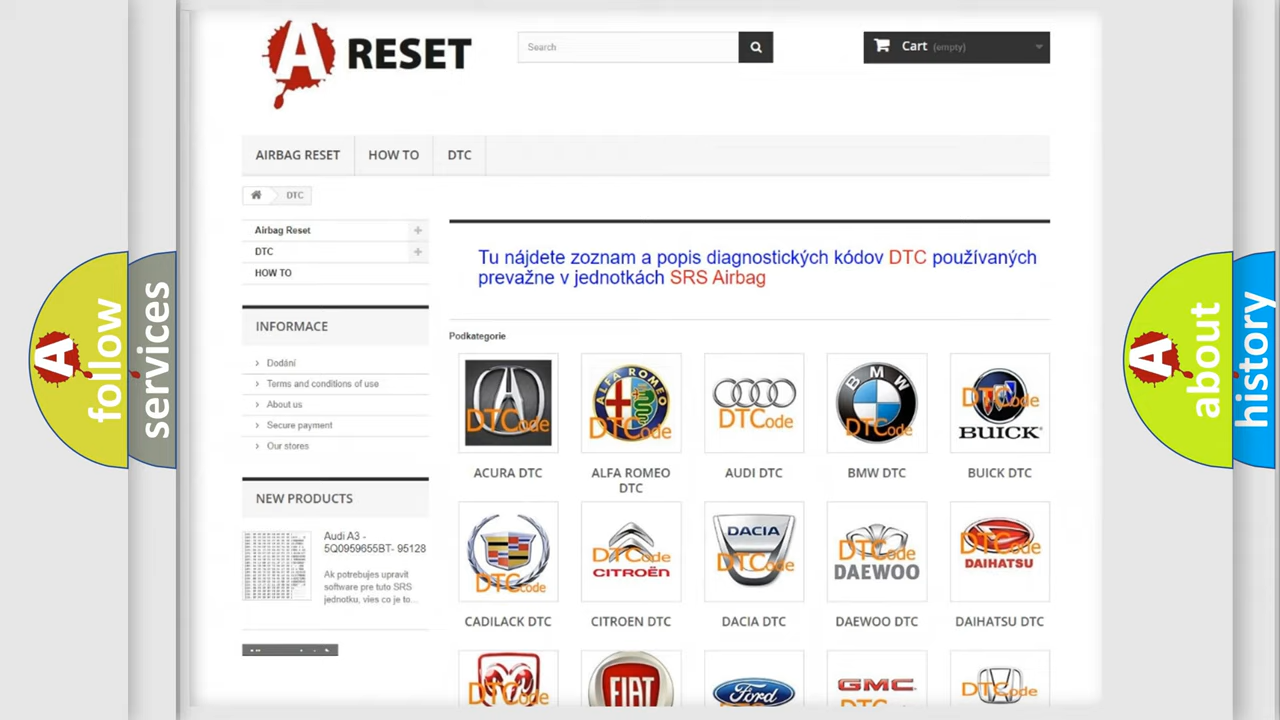 A RESET
Search
Cart (empty)
AIRBAG RESET
HOW TO
DTC
DTC
Airbag Reset
DTC
HOW TO
Tu nájdete zoznam a popis diagnostických kódov DTC používaných
prevažne v jednotkách SRS Airbag
INFORMACE
Dodání
Terms and conditions of use
About us
Secure payment
Our stores
NEW PRODUCTS
Audi A3 -
5Q0959655BT- 95128
Ak potrebujes upravit
software pre tuto SRS
jednotku, vies co je to...
Podkategorie
DTCode
ALFA ROMEO
DTCode
DTCode
BMW
DTCode
DTCode
BUICK
ACURA DTC
ALFA ROMEO
DTC
AUDI DTC
BMW DTC
BUICK DTC
DTCode
DTCode
CITROËN
DACIA
DTCode
DTCode
DAEWOO
DTCode
DAIHATSU
CADILACK DTC
CITROEN DTC
DACIA DTC
DAEWOO DTC
DAIHATSU DTC
DTCode
FIAT
Ford
GMC
DTCode
A follow
services
A about
history